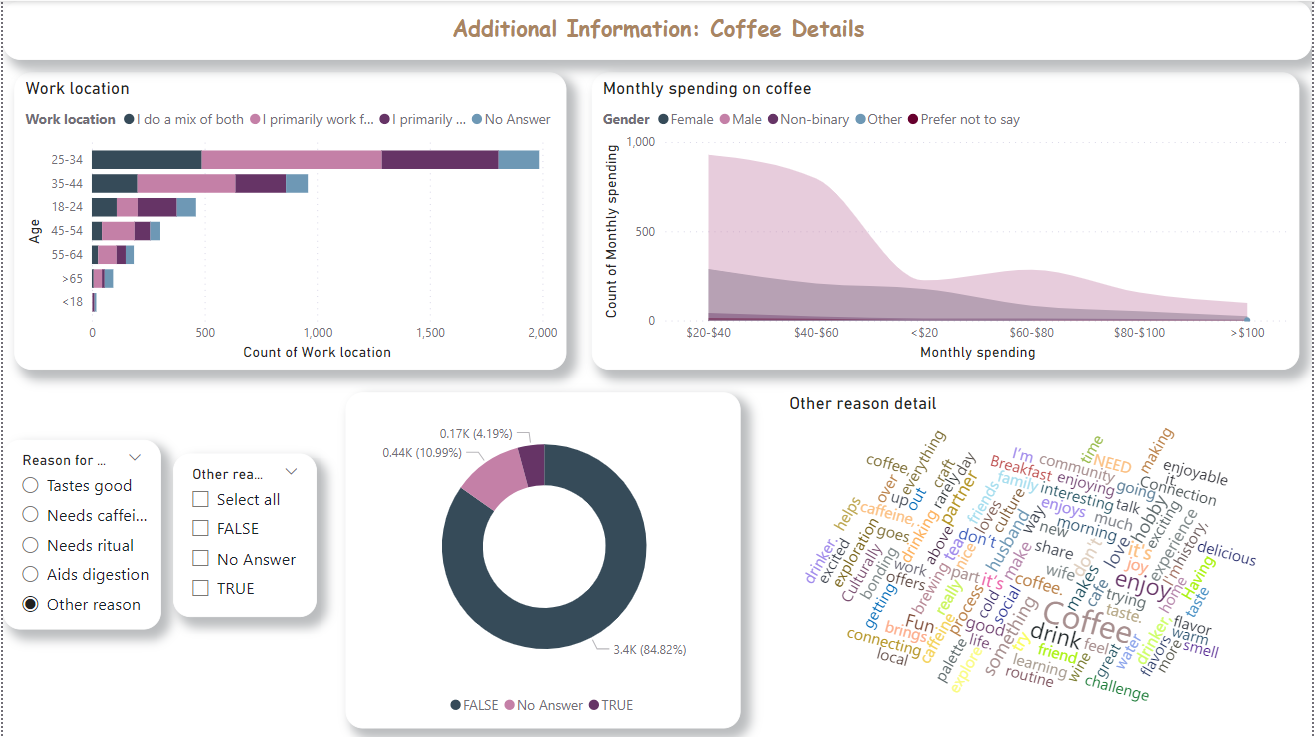 Additional Information: Coffee Details
Work location
Work location I do a mix of both I primarily work f... I primarily ... No Answer
25-34
35-44
18-24
45-54
55-64
>65
<18
Age
0 500 1,000 1,500 2,000
Count of Work location
Monthly spending on coffee
Gender Female Male Non-binary Other Prefer not to say
1,000
500
0
Count of Monthly spending
$20-$40 $40-$60 <$20 $60-$80 $80-$100 >$100
Monthly spending
Reason for ...
Tastes good
Needs caffei...
Needs ritual
Aids digestion
Other reason
Other rea...
Select all
FALSE
No Answer
TRUE
0.17K (4.19%)
0.44K (10.99%)
3.4K (84.82%)
FALSE No Answer TRUE
Other reason detail
coffee.
everything
over
up
out
craft
rarely
day
partner
helps
caffeine.
goes
drinking
exploration
drinker.
excited
Culturally
bonding
work
offers
getting
brewing
above
tea
nice!
don't
friends
loves
culture
family
I'm
Breakfast
community
enjoying
time
NEED
making
going
it
enjoyable
Connection
interesting
talk
enjoys
way
new
morning
much
hobby
exciting
husband
make
share
wife
don't
love
it's
joy
experience
I'm
history,
delicious
part
it's
coffee.
makes
cafe
enjoy
trying
taste.
home
Having
taste
really
process
cold
social
something
Coffee
drink
feel
drinker,
flavor
warm
smell
Fun
brings
connecting
local
caffeine
good
life.
palette
explore
try
friend
learning
routine
wine
great
water
flavors
more
challenge